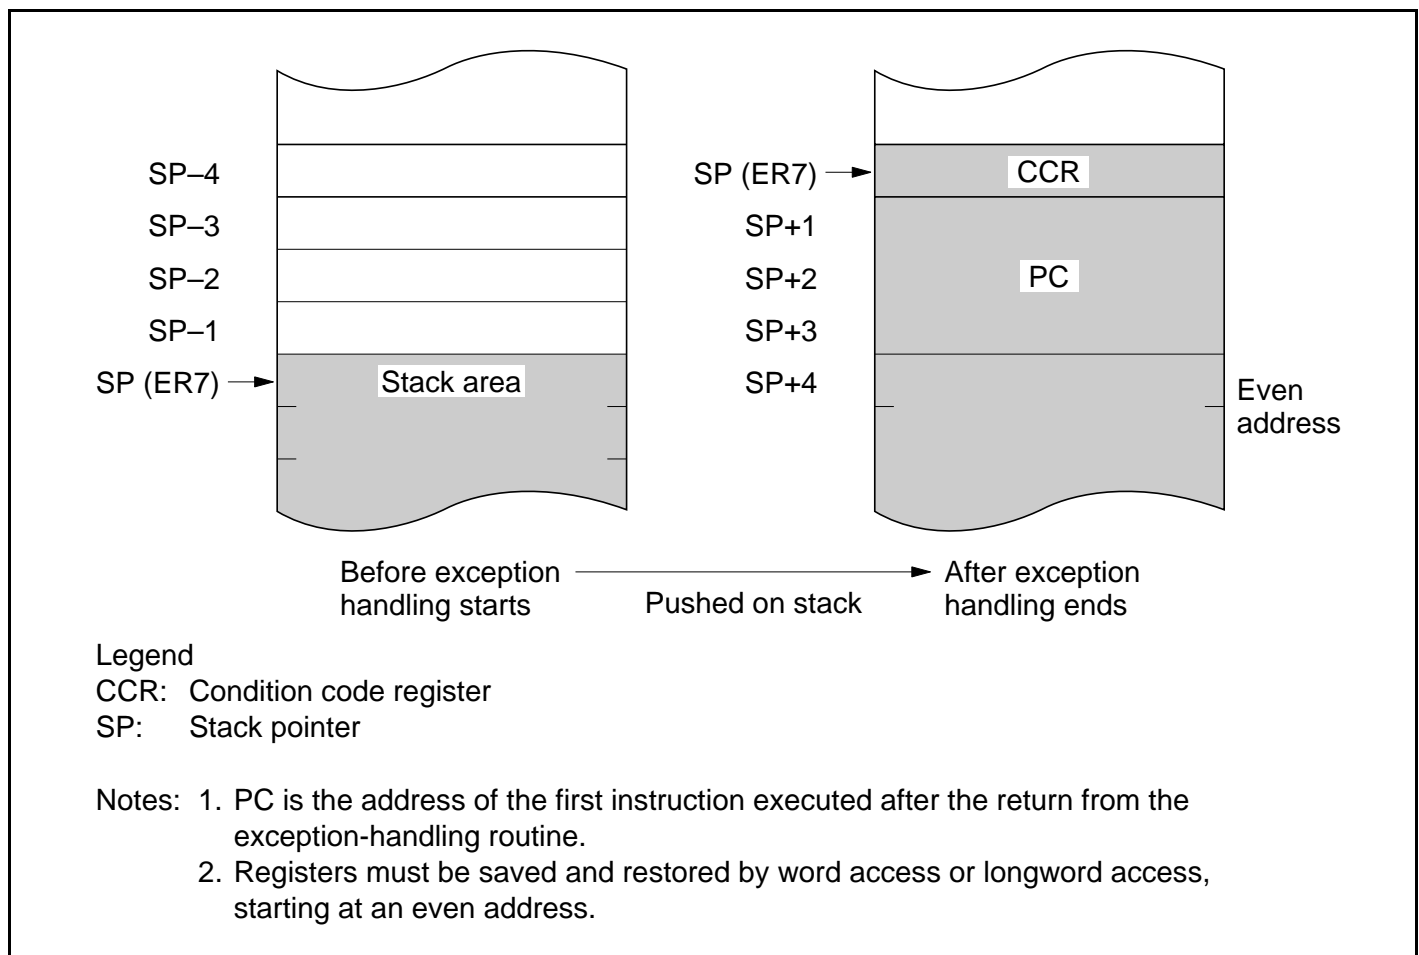 SP–4
SP–3
SP–2
SP–1
SP (ER7)
Stack area
SP (ER7)
CCR
SP+1
SP+2
PC
SP+3
SP+4
Even
address
Before exception
handling starts
Pushed on stack
After exception
handling ends
Legend
CCR: Condition code register
SP: Stack pointer
Notes: 1. PC is the address of the first instruction executed after the return from the
exception-handling routine.
2. Registers must be saved and restored by word access or longword access,
starting at an even address.